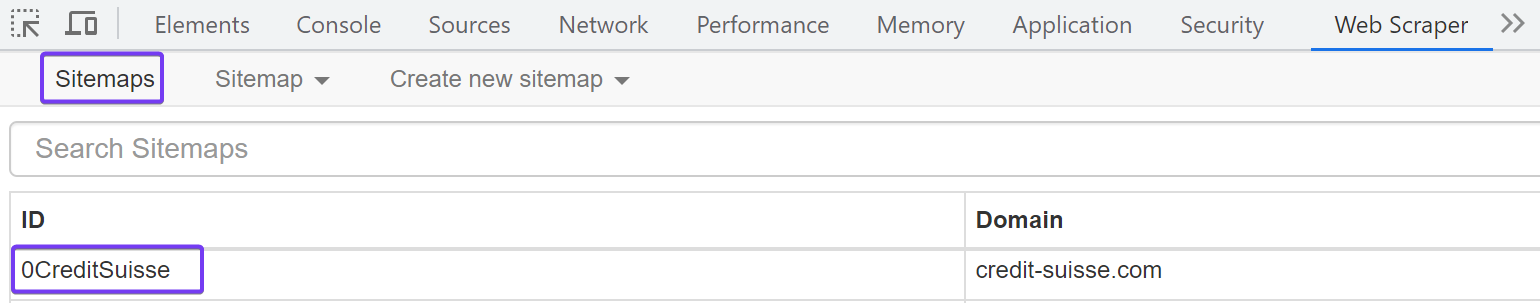 Elements Console Sources Network Performance Memory Application Security Web Scraper
Sitemaps Sitemap Create new sitemap
Search Sitemaps
ID Domain
0CreditSuisse credit-suisse.com